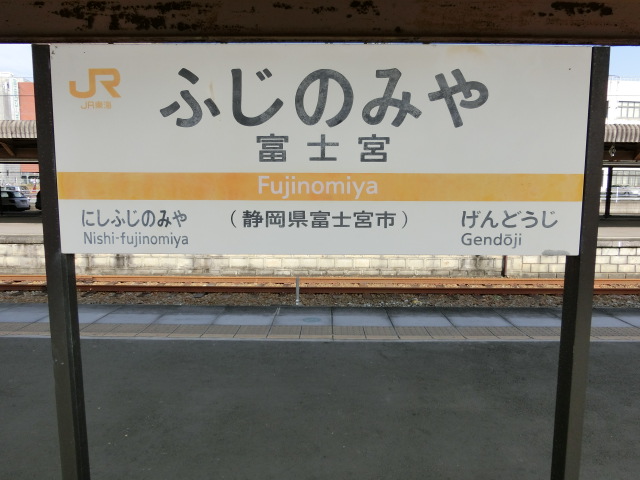 JR
JR東海
ふじのみや
富士宮
Fujinomiya
にしふじのみや
Nishi-fujinomiya
（静岡県富士宮市）
げんどうじ
Gendōji